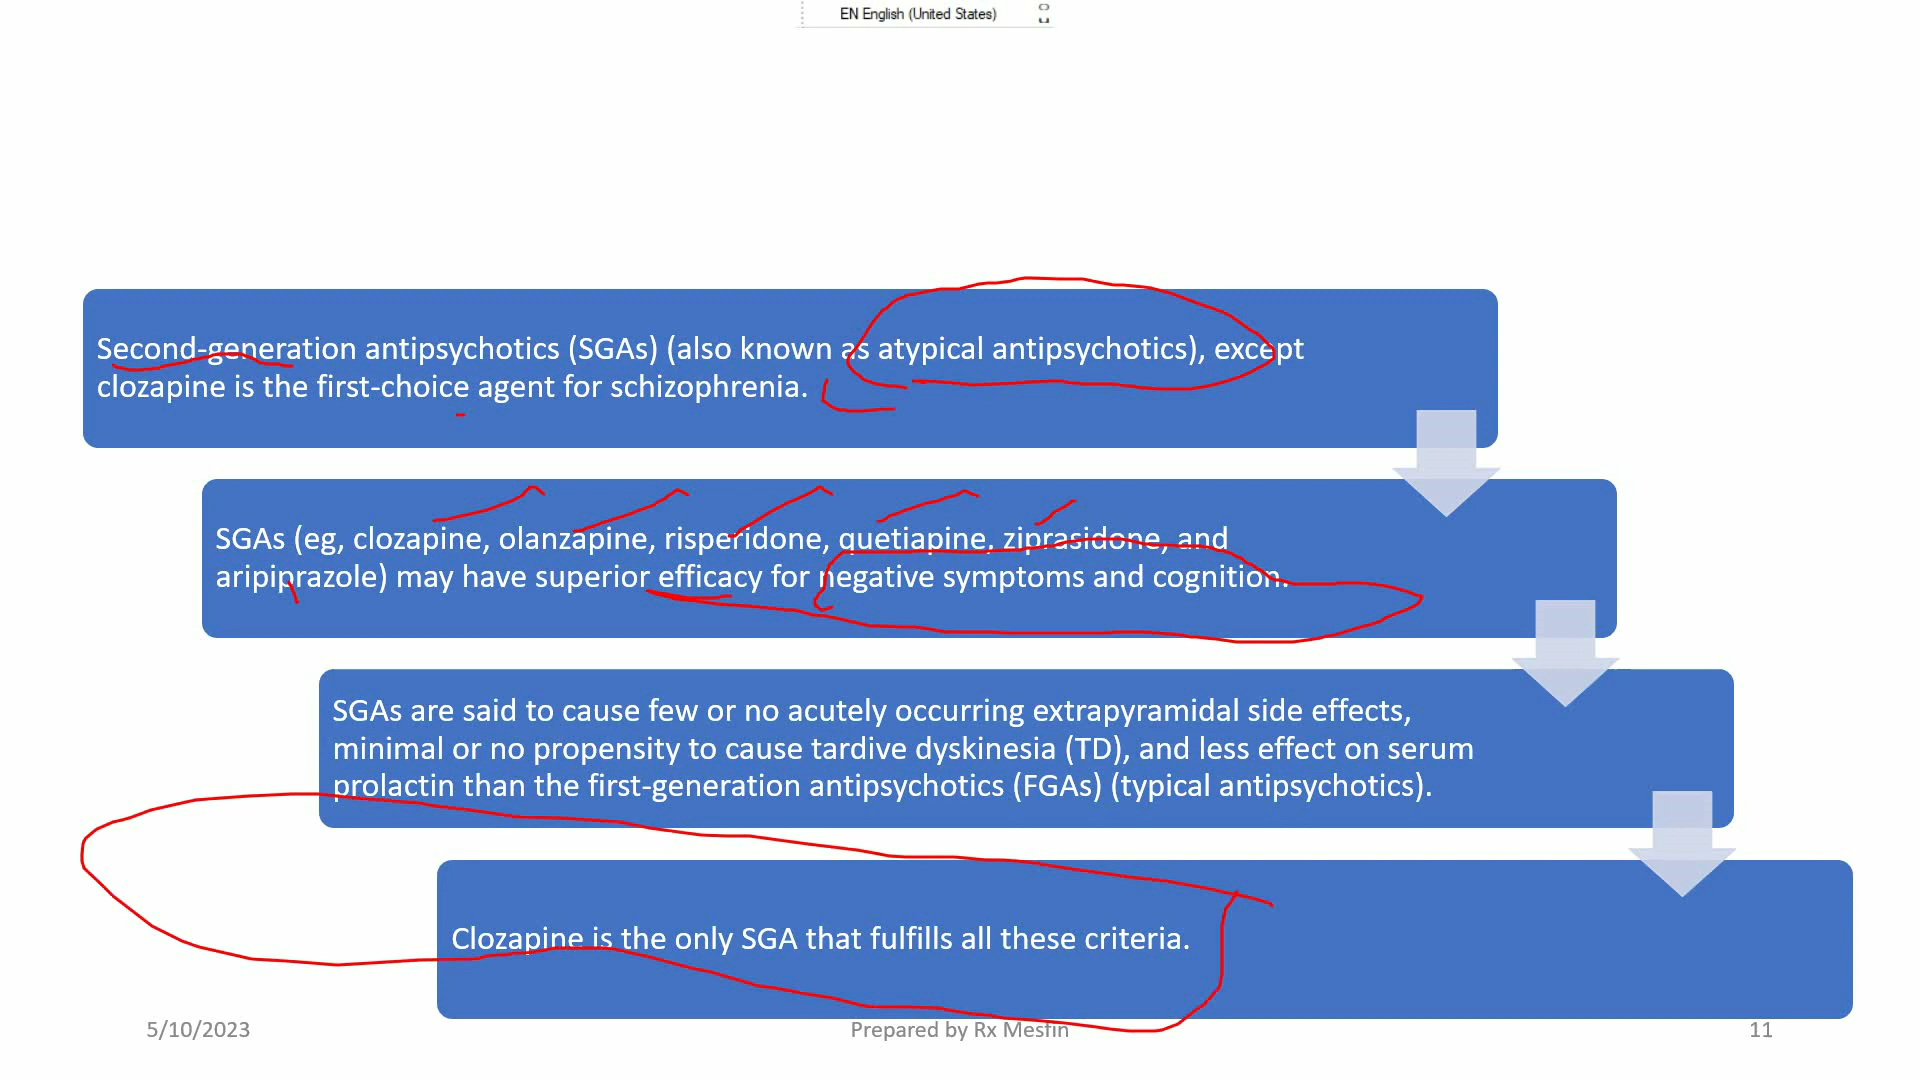 EN English (United States)
Second-generation antipsychotics (SGAs) (also known as atypical antipsychotics), except
clozapine is the first-choice agent for schizophrenia.
SGAs (eg, clozapine, olanzapine, risperidone, quetiapine, ziprasidone, and
aripiprazole) may have superior efficacy for negative symptoms and cognition.
SGAs are said to cause few or no acutely occurring extrapyramidal side effects,
minimal or no propensity to cause tardive dyskinesia (TD), and less effect on serum
prolactin than the first-generation antipsychotics (FGAs) (typical antipsychotics).
Clozapine is the only SGA that fulfills all these criteria.
5/10/2023
Prepared by Rx Mesfin
11